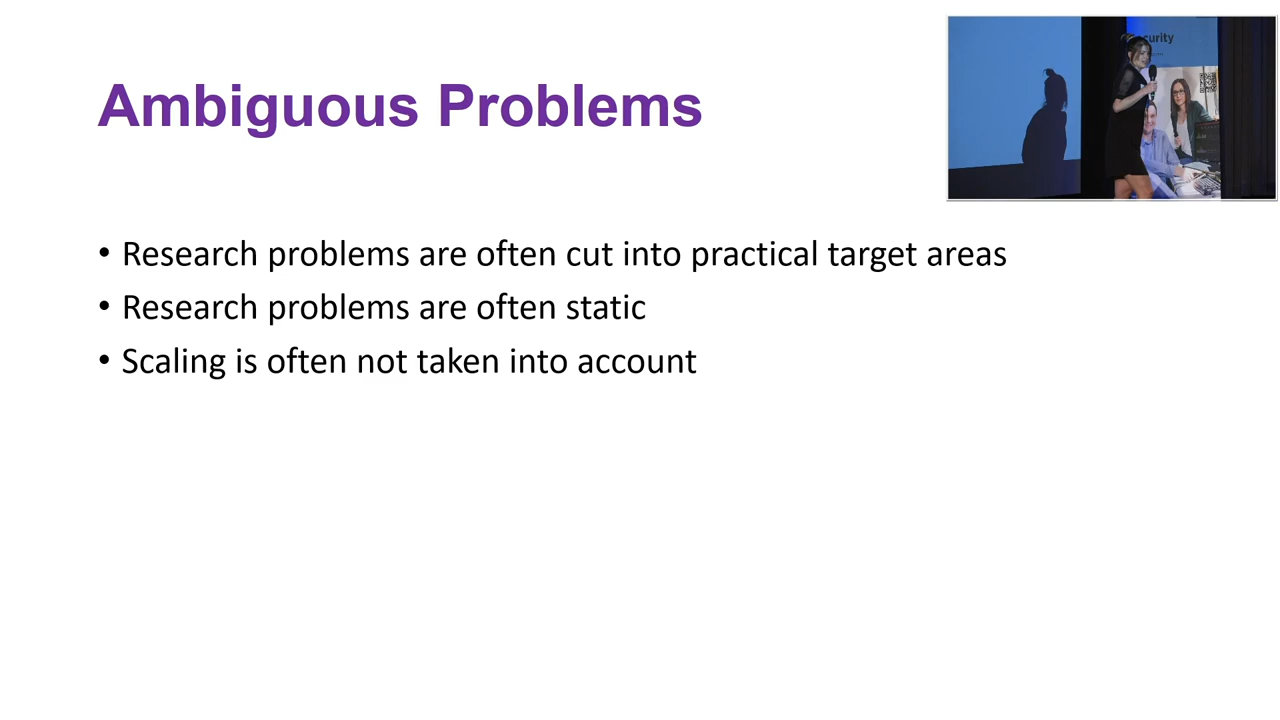 Ambiguous Problems
• Research problems are often cut into practical target areas
• Research problems are often static
• Scaling is often not taken into account
curity